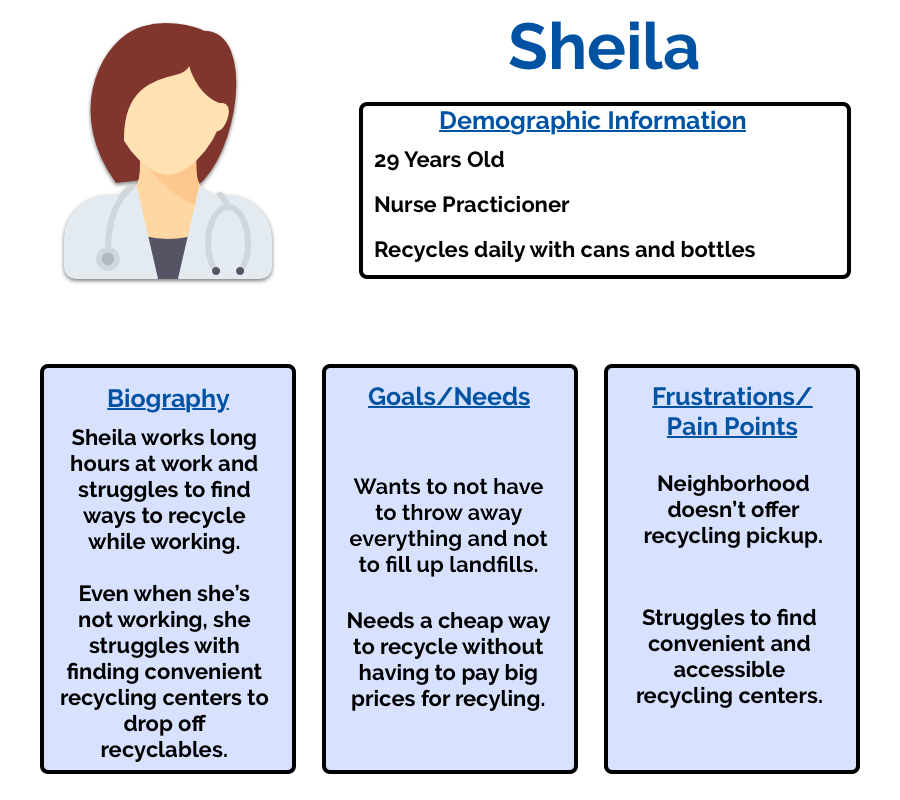 Sheila
Demographic Information
29 Years Old
Nurse Practicioner
Recycles daily with cans and bottles
Biography
Sheila works long
hours at work and
struggles to find
ways to recycle
while working.
Even when she's
not working, she
struggles with
finding convenient
recycling centers to
drop off
recyclables.
Goals/Needs
Wants to not have
to throw away
everything and not
to fill up landfills.
Needs a cheap way
to recycle without
having to pay big
prices for recyling.
Frustrations/
Pain Points
Neighborhood
doesn't offer
recycling pickup.
Struggles to find
convenient and
accessible
recycling centers.